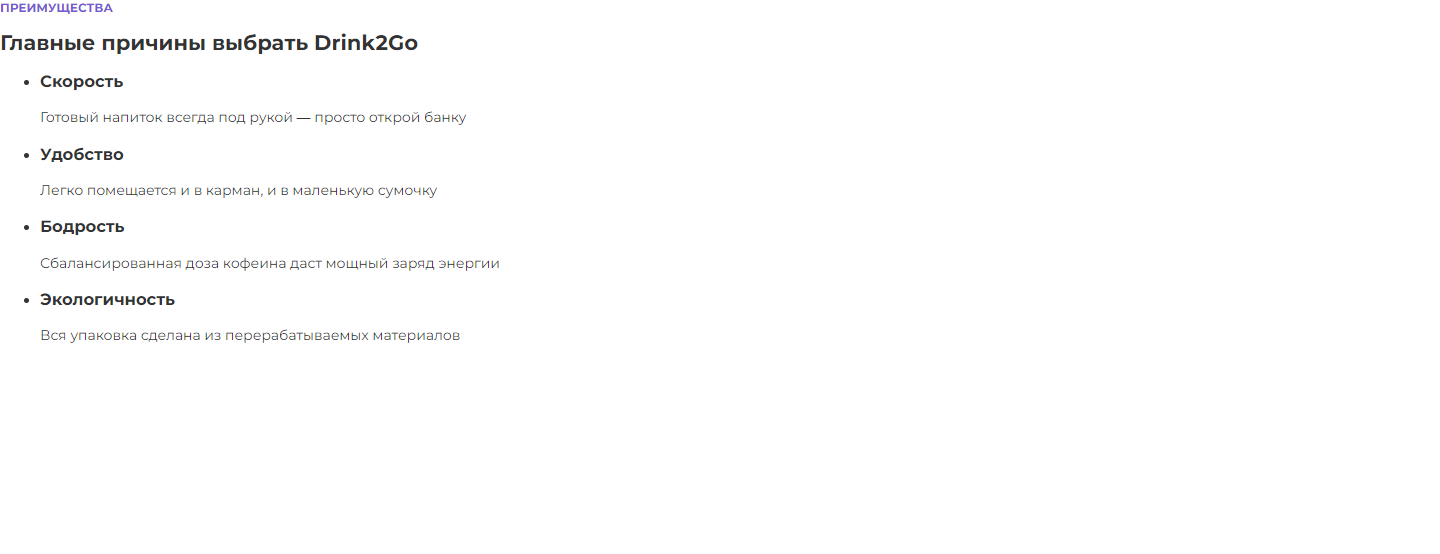 ПРЕИМУЩЕСТВА
Главные причины выбрать Drink2Go
• Скорость
Готовый напиток всегда под рукой — просто открой банку
• Удобство
Легко помещается и в карман, и в маленькую сумочку
• Бодрость
Сбалансированная доза кофеина даст мощный заряд энергии
• Экологичность
Вся упаковка сделана из перерабатываемых материалов